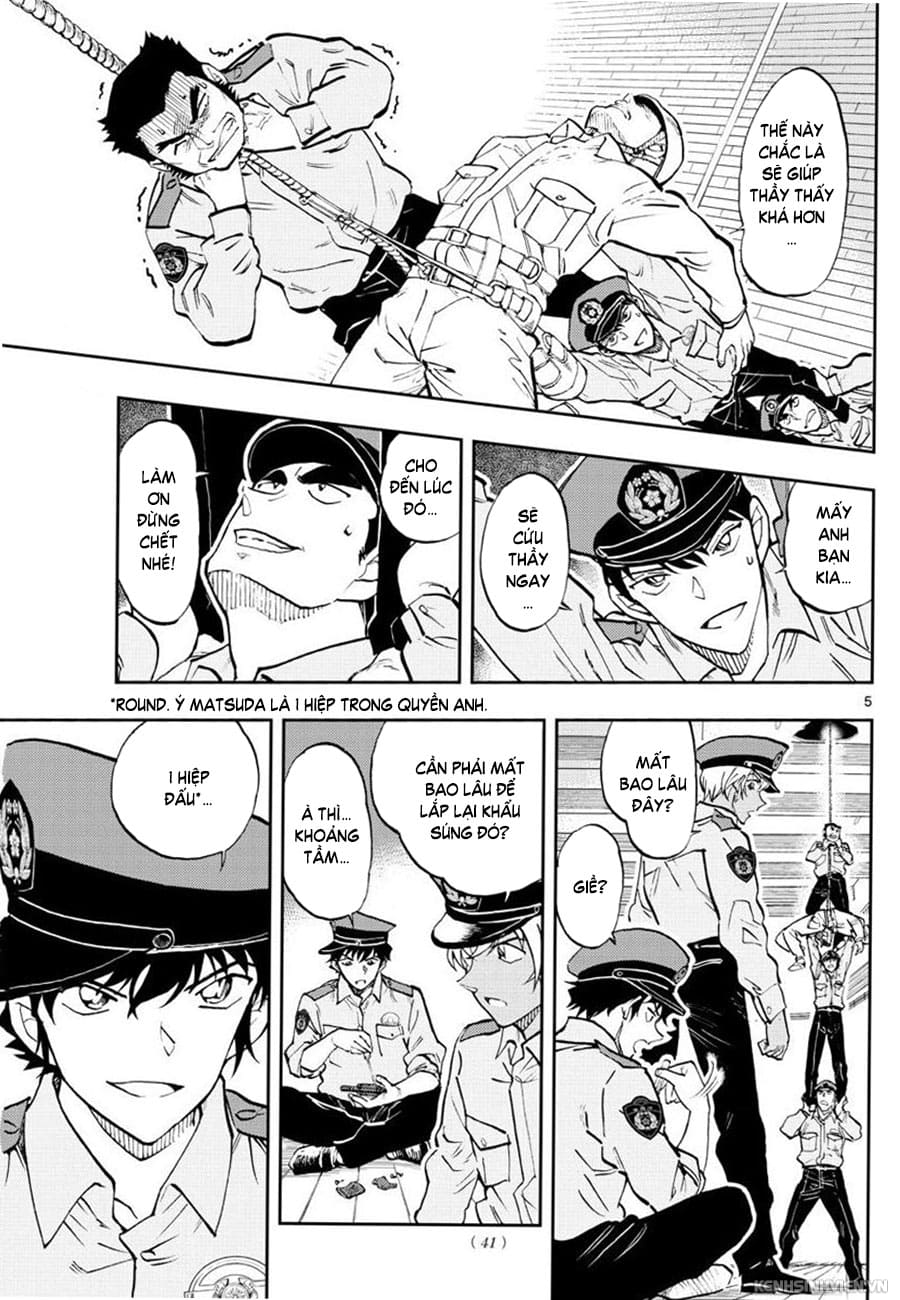 THẾ NÀY
CHẮC LÀ
SẼ GIÚP
THẦY THẤY
KHÁ HƠN
...
MẤY
ANH
BẠN
KIA...
SẼ
CỨU
THẦY
NGAY
...
CHO
ĐẾN LÚC
ĐÓ...
LÀM
ƠN
ĐỪNG
CHẾT
NHÉ!
*ROUND. Ý MATSUDA LÀ 1 HIỆP TRONG QUYỀN ANH.
5
MẤT
BAO LÂU
ĐÂY?
GIỀ?
CẦN PHẢI MẤT
BAO LÂU ĐỂ
LẮP LẠI KHẨU
SÚNG ĐÓ?
À THÌ...
KHOẢNG
TẦM...
1 HIỆP
ĐẤU*...
(41)
KENHSINHVIEN.VN